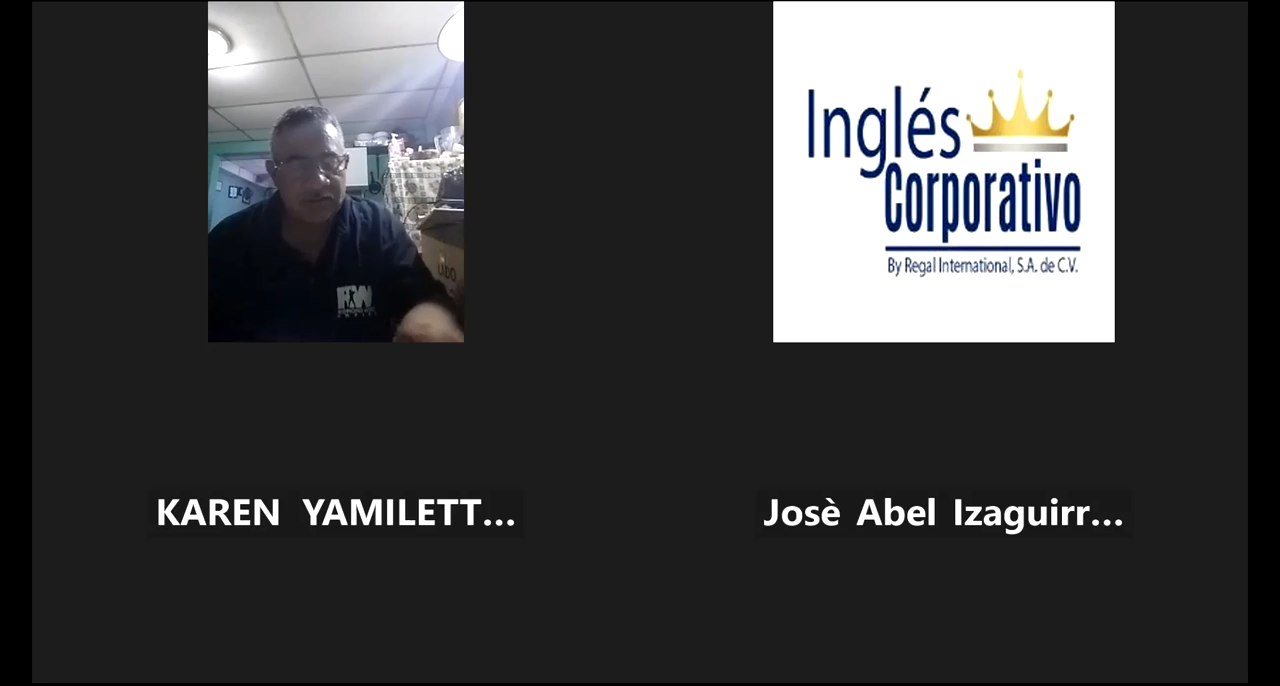 Inglés
Corporativo
By Regal International, S.A. de C.V.
KAREN YAMILETT...
Josè Abel Izaguirr...